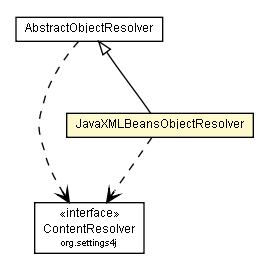 AbstractObjectResolver
JavaXMLBeansObjectResolver
«interface»
ContentResolver
org.settings4j